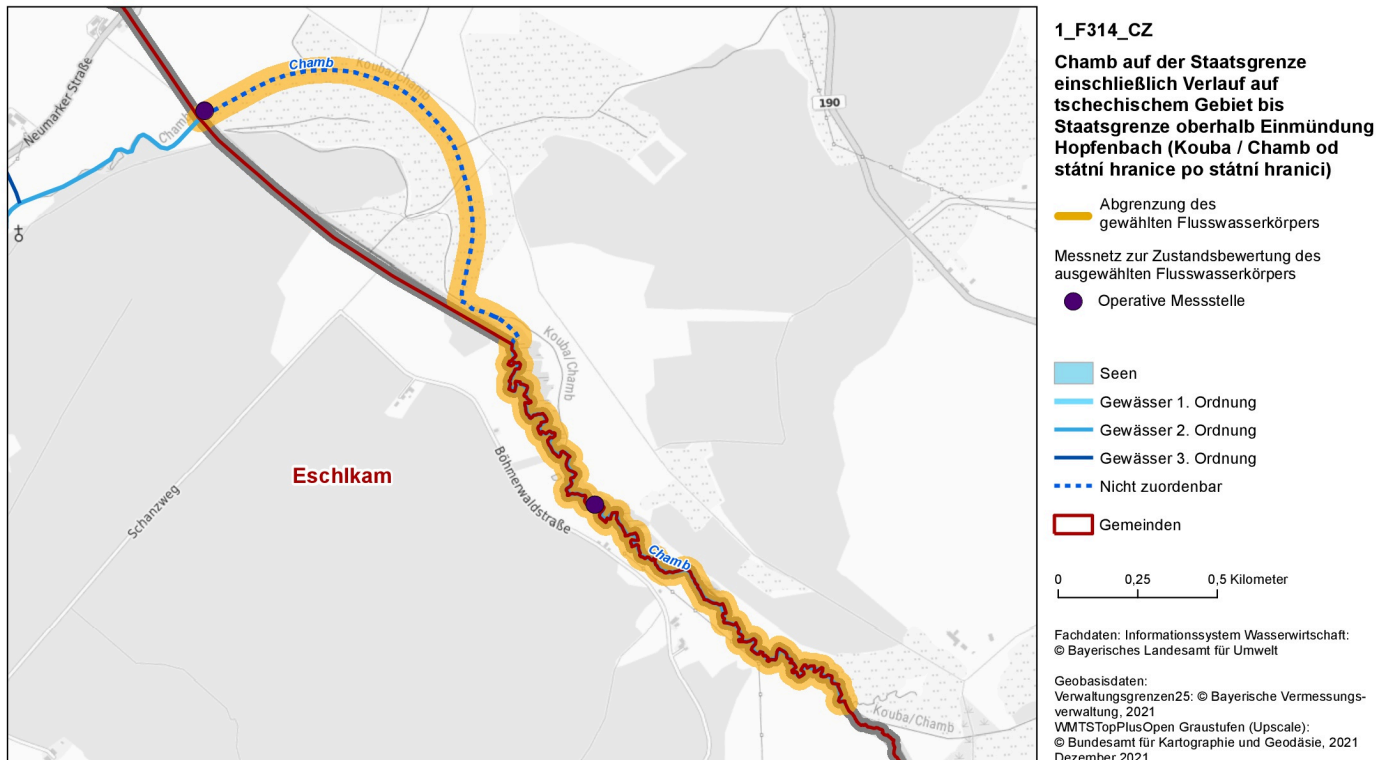 Chamb
Kouba/Chamb
Neumarker Straße
Chamb
190
Kouba/Chamb
Eschlkam
Böhmerwaldstraße
Schanzweg
Chamb
Kouba/Chamb
1_F314_CZ
Chamb auf der Staatsgrenze
einschließlich Verlauf auf
tschechischem Gebiet bis
Staatsgrenze oberhalb Einmündung
Hopfenbach (Kouba / Chamb od
státní hranice po státní hranici)
Abgrenzung des
gewählten Flusswasserkörpers
Messnetz zur Zustandsbewertung des
ausgewählten Flusswasserkörpers
Operative Messstelle
Seen
Gewässer 1. Ordnung
Gewässer 2. Ordnung
Gewässer 3. Ordnung
Nicht zuordenbar
Gemeinden
0 0,25 0,5 Kilometer
Fachdaten: Informationssystem Wasserwirtschaft:
© Bayerisches Landesamt für Umwelt
Geobasisdaten:
Verwaltungsgrenzen25: © Bayerische Vermessungs-
verwaltung, 2021
WMTSTopPlusOpen Graustufen (Upscale):
© Bundesamt für Kartographie und Geodäsie, 2021
Dezember 2021